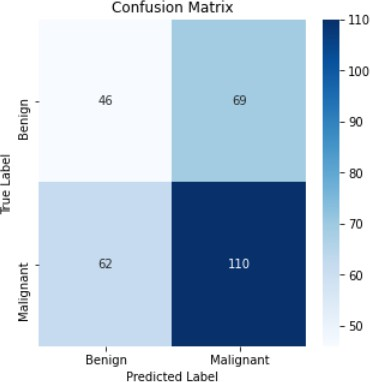 Confusion Matrix
True Label
Benign
46
69
Malignant
62
110
Benign
Malignant
Predicted Label
110
100
90
80
70
60
50